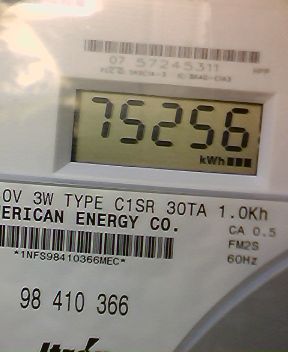 07 57245311
75256
kWh
0V 3W TYPE C1SR 30TA 1.0Kh
ERICAN ENERGY CO. CA 0.5
FM2S
*1NFS98410366MEC* 60Hz
98 410 366
Itron